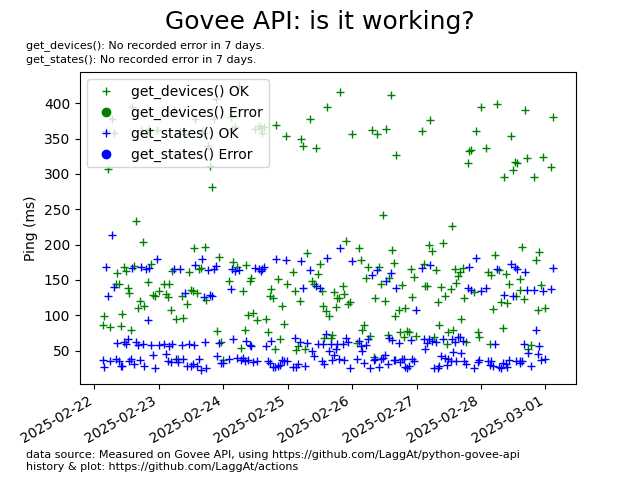 Govee API: is it working?
get_devices(): No recorded error in 7 days.
get_states(): No recorded error in 7 days.
get_devices() OK
get_devices() Error
get_states() OK
get_states() Error
Ping (ms)
400
350
300
250
200
150
100
50
2025-02-22
2025-02-23
2025-02-24
2025-02-25
2025-02-26
2025-02-27
2025-02-28
2025-03-01
data source: Measured on Govee API, using https://github.com/LaggAt/python-govee-api
history & plot: https://github.com/LaggAt/actions